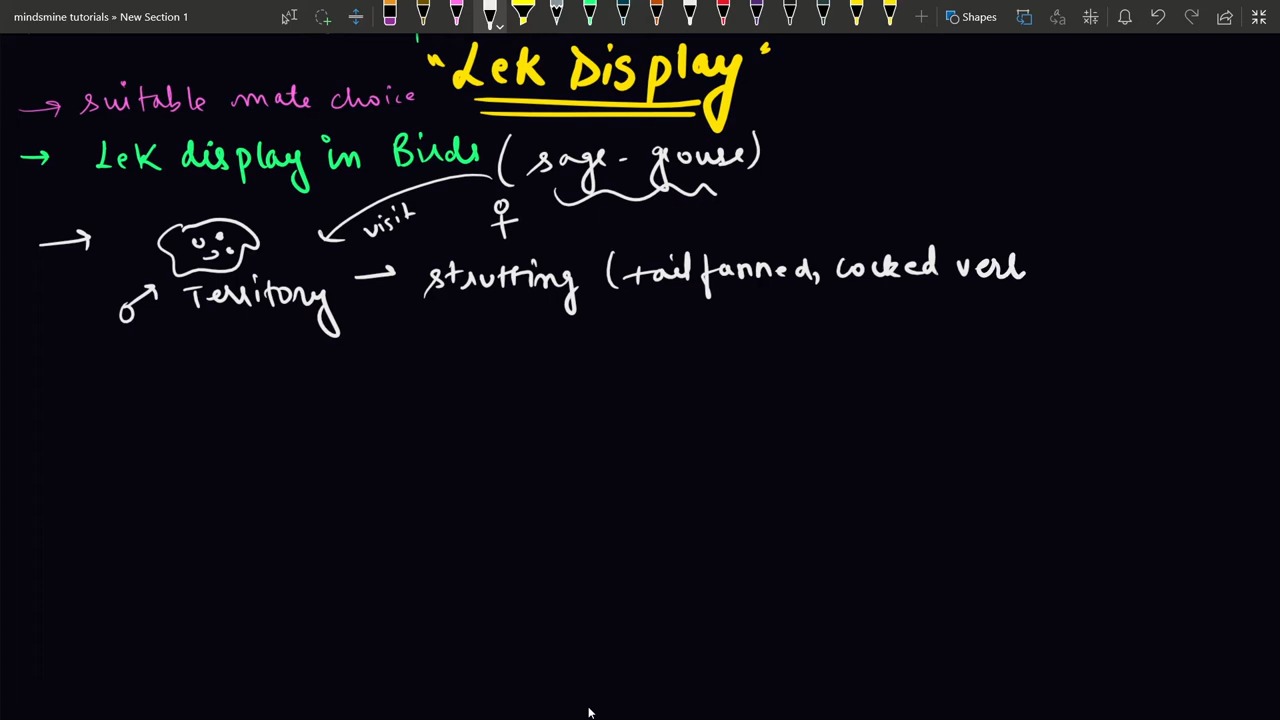 mindsmine tutorials » New Section 1
Shapes
"Lek Display"
→ suitable mate choice
→ Lek display in Birds (sage-grouse)
visit
♀
→
♂ Territory → strutting (tail fanned, cocked vert